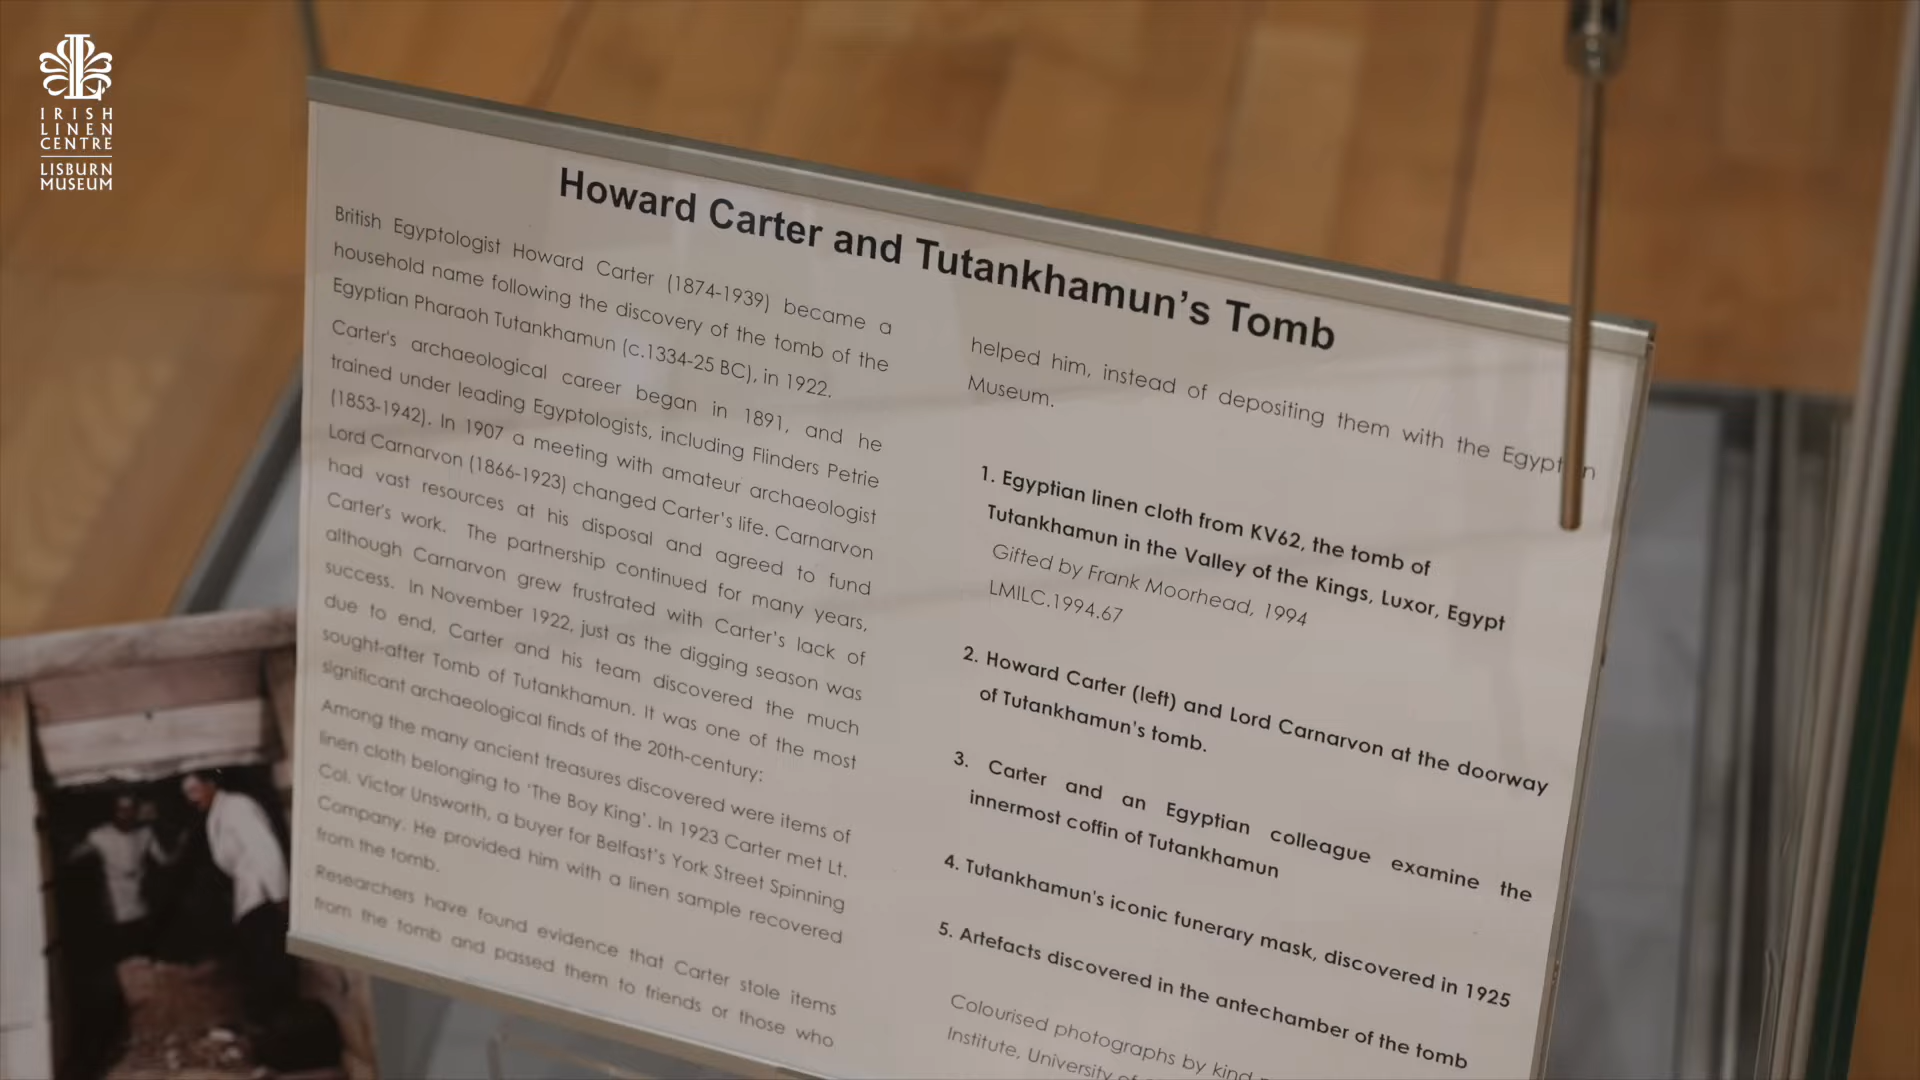 IRISH
LINEN
CENTRE
LISBURN
MUSEUM
Howard Carter and Tutankhamun's Tomb
British Egyptologist Howard Carter (1874-1939) became a
household name following the discovery of the tomb of the
Egyptian Pharaoh Tutankhamun (c.1334-25 BC), in 1922.
Carter's archaeological career began in 1891, and he
trained under leading Egyptologists, including Flinders Petrie
(1853-1942). In 1907 a meeting with amateur archaeologist
Lord Carnarvon (1866-1923) changed Carter's life. Carnarvon
had vast resources at his disposal and agreed to fund
Carter's work. The partnership continued for many years,
although Carnarvon grew frustrated with Carter's lack of
success. In November 1922, just as the digging season was
due to end, Carter and his team discovered the much
sought-after Tomb of Tutankhamun. It was one of the most
significant archaeological finds of the 20th-century:
Among the many ancient treasures discovered were items of
linen cloth belonging to 'The Boy King'. In 1923 Carter met Lt.
Col. Victor Unsworth, a buyer for Belfast's York Street Spinning
Company. He provided him with a linen sample recovered
from the tomb.
Researchers have found evidence that Carter stole items
from the tomb and passed them to friends or those who
helped him, instead of depositing them with the Egyptian
Museum.
1. Egyptian linen cloth from KV62, the tomb of
Tutankhamun in the Valley of the Kings, Luxor, Egypt
Gifted by Frank Moorhead, 1994
LMILC.1994.67
2. Howard Carter (left) and Lord Carnarvon at the doorway
of Tutankhamun's tomb.
3. Carter and an Egyptian colleague examine the
innermost coffin of Tutankhamun
4. Tutankhamun's iconic funerary mask, discovered in 1925
5. Artefacts discovered in the antechamber of the tomb
Colourised photographs by kind
Institute, University of